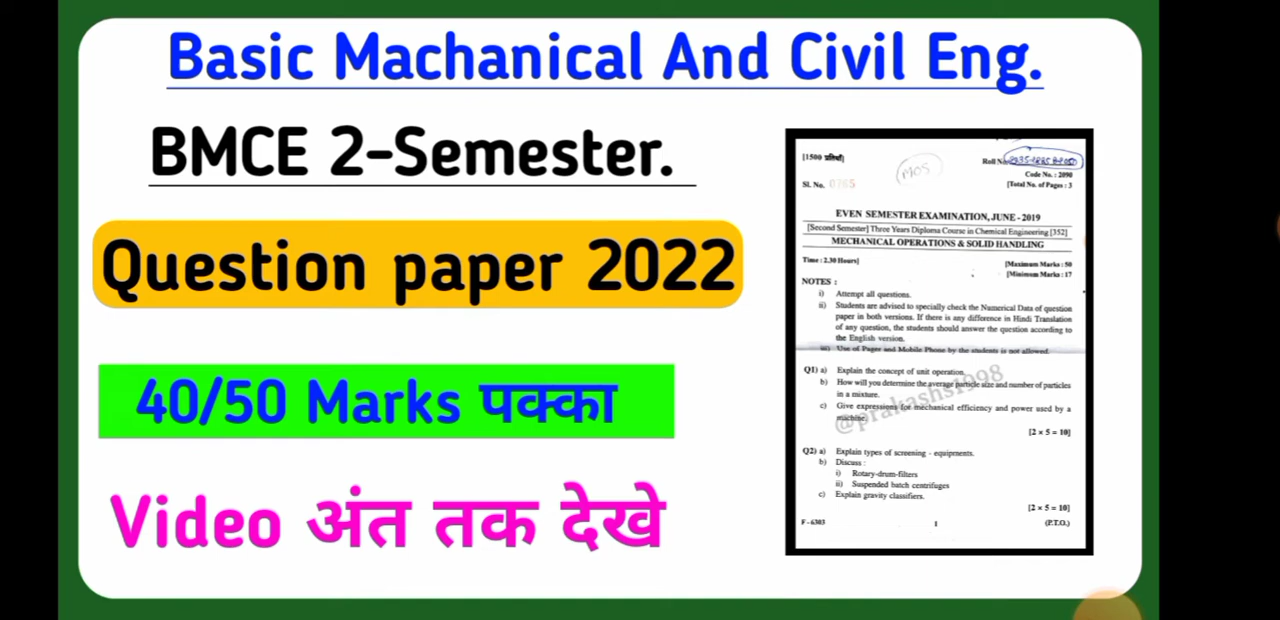 Basic Machanical And Civil Eng.
BMCE 2-Semester.
Question paper 2022
40/50 Marks पक्का
Video अंत तक देखे
[1500 प्रतियाँ]
Roll No.
(MOS)
Code No. : 2090
Sl. No. 0765
[Total No. of Pages : 3
EVEN SEMESTER EXAMINATION, JUNE - 2019
[Second Semester] Three Years Diploma Course in Chemical Engineering [352]
MECHANICAL OPERATIONS & SOLID HANDLING
Time : 2.30 Hours]
[Maximum Marks : 50
[Minimum Marks : 17
NOTES :
i) Attempt all questions.
ii) Students are advised to specially check the Numerical Data of question
paper in both versions. If there is any difference in Hindi Translation
of any question, the students should answer the question according to
the English version.
iii) Use of Pager and Mobile Phone by the students is not allowed.
Q1) a) Explain the concept of unit operation.
b) How will you determine the average particle size and number of particles
in a mixture.
c) Give expressions for mechanical efficiency and power used by a
machine.
@prakashs1998
[2 x 5 = 10]
Q2) a) Explain types of screening - equipments.
b) Discuss :
i) Rotary-drum-filters
ii) Suspended batch centrifuges
c) Explain gravity classifiers.
[2 x 5 = 10]
F - 6303
1
(P.T.O.)